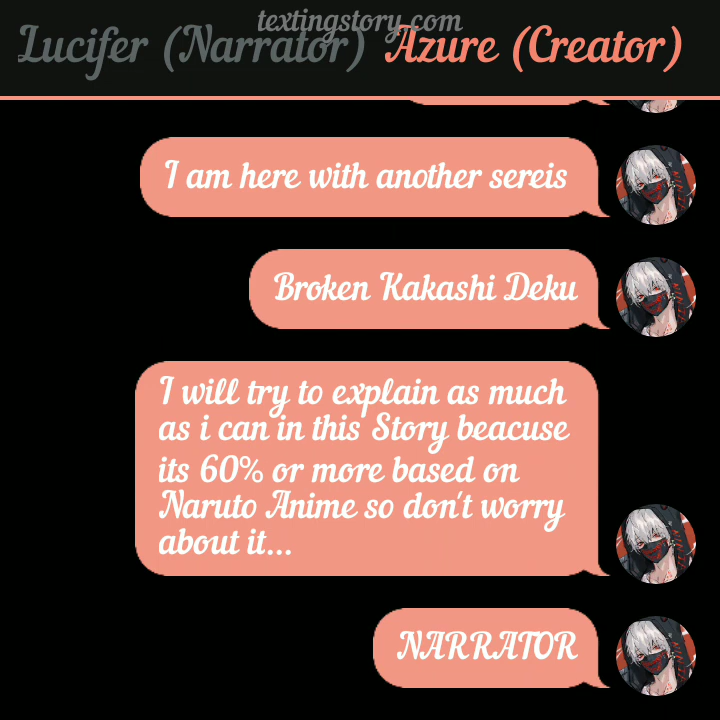 textingstory.com
Lucifer (Narrator) Azure (Creator)
I am here with another sereis
Broken Kakashi Deku
I will try to explain as much
as i can in this Story beacuse
its 60% or more based on
Naruto Anime so don't worry
about it...
NARRATOR